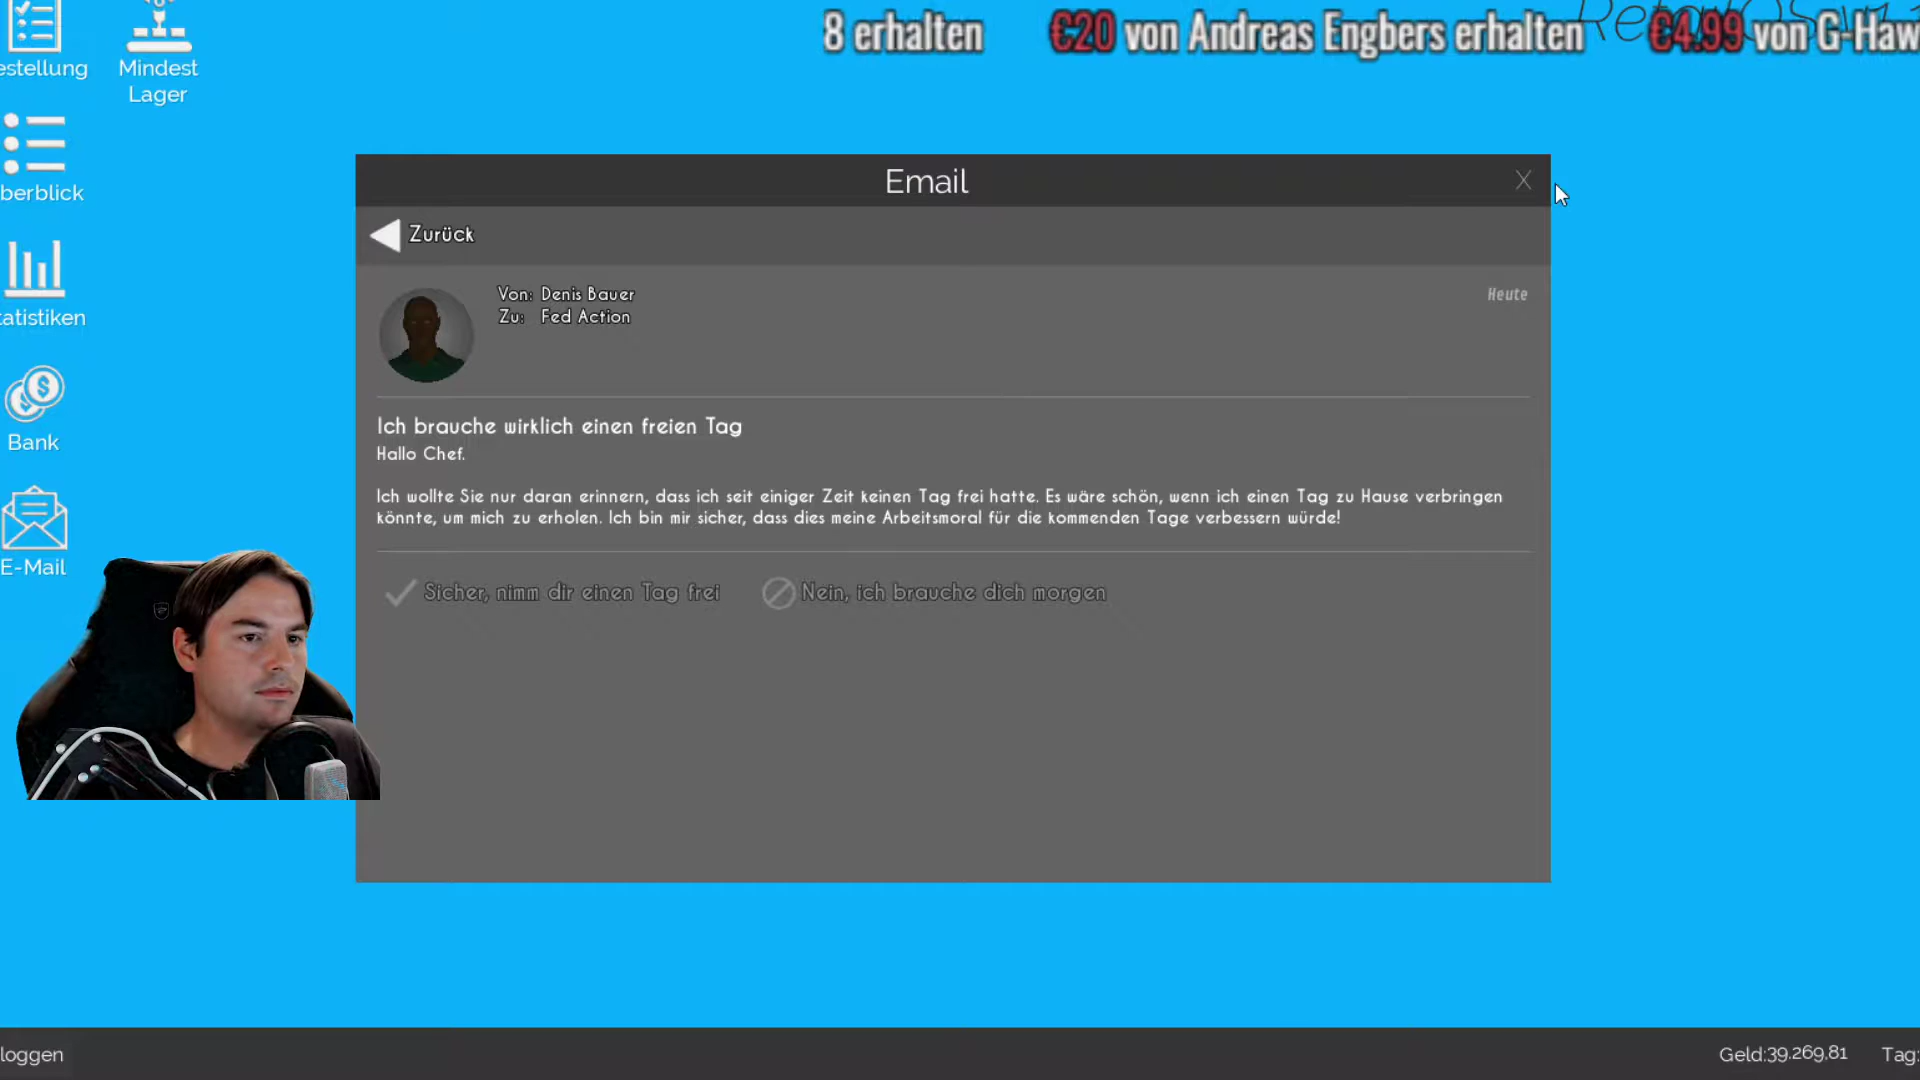 8 erhalten €20 von Andreas Engbers erhalten €4.99 von G-Haw
estellung
Mindest
Lager
Email
X
berblick
Zurück
Von: Denis Bauer
Heute
Zu: Fed Action
tatistiken
Ich brauche wirklich einen freien Tag
Hallo Chef.
Bank
Ich wollte Sie nur daran erinnern, dass ich seit einiger Zeit keinen Tag frei hatte. Es wäre schön, wenn ich einen Tag zu Hause verbringen
könnte, um mich zu erholen. Ich bin mir sicher, dass dies meine Arbeitsmoral für die kommenden Tage verbessern würde!
E-Mail
Sicher, nimm dir einen Tag frei
Nein, ich brauche dich morgen
loggen
Geld:39.269,81
Tag: